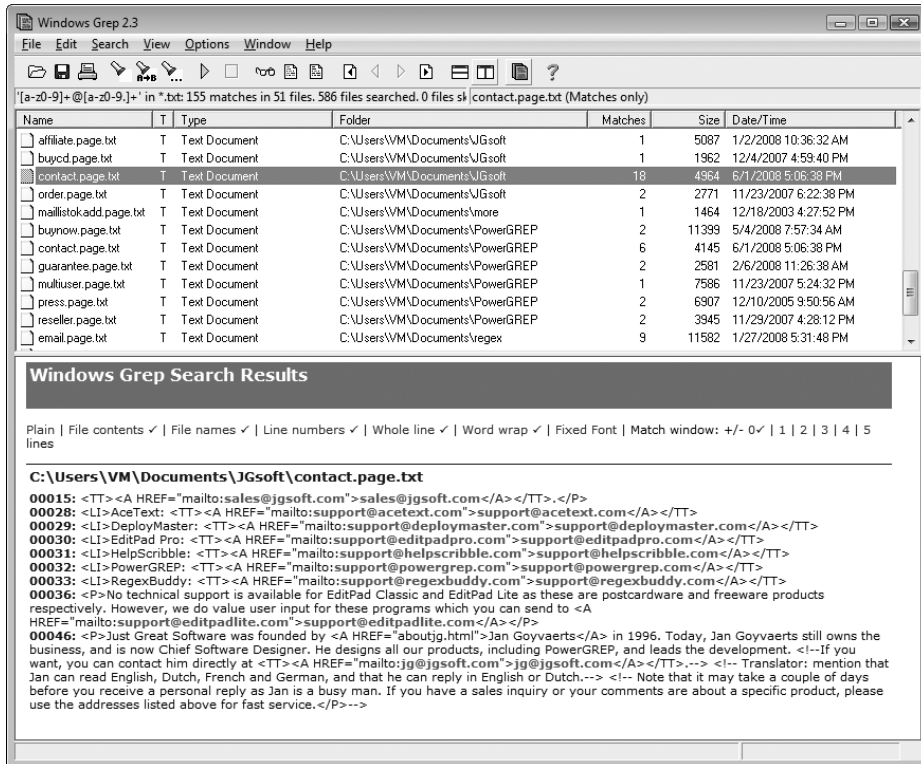 Windows Grep 2.3
File Edit Search View Options Window Help
'[a-z0-9]+@[a-z0-9.]+' in *.txt: 155 matches in 51 files. 586 files searched. 0 files sk contact.page.txt (Matches only)
Name T Type Folder Matches Size Date/Time
affiliate.page.txt T Text Document C:\Users\VM\Documents\JGsoft 1 5087 1/2/2008 10:36:32 AM
buycd.page.txt T Text Document C:\Users\VM\Documents\JGsoft 1 1962 12/4/2007 4:59:40 PM
contact.page.txt T Text Document C:\Users\VM\Documents\JGsoft 18 4964 6/1/2008 5:06:38 PM
order.page.txt T Text Document C:\Users\VM\Documents\JGsoft 2 2771 11/23/2007 6:22:38 PM
maillistokadd.page.txt T Text Document C:\Users\VM\Documents\more 1 1464 12/18/2003 4:27:52 PM
buynow.page.txt T Text Document C:\Users\VM\Documents\PowerGREP 2 11399 5/4/2008 7:57:34 AM
contact.page.txt T Text Document C:\Users\VM\Documents\PowerGREP 6 4145 6/1/2008 5:06:38 PM
guarantee.page.txt T Text Document C:\Users\VM\Documents\PowerGREP 2 2581 2/6/2008 11:26:38 AM
multiuser.page.txt T Text Document C:\Users\VM\Documents\PowerGREP 1 7586 11/23/2007 5:24:32 PM
press.page.txt T Text Document C:\Users\VM\Documents\PowerGREP 2 6907 12/10/2005 9:50:56 AM
reseller.page.txt T Text Document C:\Users\VM\Documents\PowerGREP 2 3945 11/29/2007 4:28:12 PM
email.page.txt T Text Document C:\Users\VM\Documents\regex 9 11582 1/27/2008 5:31:48 PM
Windows Grep Search Results
Plain | File contents ✓ | File names ✓ | Line numbers ✓ | Whole line ✓ | Word wrap ✓ | Fixed Font | Match window: +/- 0✓ | 1 | 2 | 3 | 4 | 5
lines
C:\Users\VM\Documents\JGsoft\contact.page.txt
00015: <TT><A HREF="mailto:sales@jgsoft.com">sales@jgsoft.com</A></TT>.</P>
00028: <LI>AceText: <TT><A HREF="mailto:support@acetext.com">support@acetext.com</A></TT>
00029: <LI>DeployMaster: <TT><A HREF="mailto:support@deploymaster.com">support@deploymaster.com</A></TT>
00030: <LI>EditPad Pro: <TT><A HREF="mailto:support@editpadpro.com">support@editpadpro.com</A></TT>
00031: <LI>HelpScribble: <TT><A HREF="mailto:support@helpscribble.com">support@helpscribble.com</A></TT>
00032: <LI>PowerGREP: <TT><A HREF="mailto:support@powergrep.com">support@powergrep.com</A></TT>
00033: <LI>RegexBuddy: <TT><A HREF="mailto:support@regexbuddy.com">support@regexbuddy.com</A></TT>
00036: <P>No technical support is available for EditPad Classic and EditPad Lite as these are postcardware and freeware products
respectively. However, we do value user input for these programs which you can send to <A
HREF="mailto:support@editpadlite.com">support@editpadlite.com</A></P>
00046: <P>Just Great Software was founded by <A HREF="aboutjg.html">Jan Goyvaerts</A> in 1996. Today, Jan Goyvaerts still owns the
business, and is now Chief Software Designer. He designs all our products, including PowerGREP, and leads the development. <!--If you
want, you can contact him directly at <TT><A HREF="mailto:jg@jgsoft.com">jg@jgsoft.com</A></TT>.--> <!-- Translator: mention that
Jan can read English, Dutch, French and German, and that he can reply in English or Dutch.--> <!-- Note that it may take a couple of days
before you receive a personal reply as Jan is a busy man. If you have a sales inquiry or your comments are about a specific product, please
use the addresses listed above for fast service.</P>-->